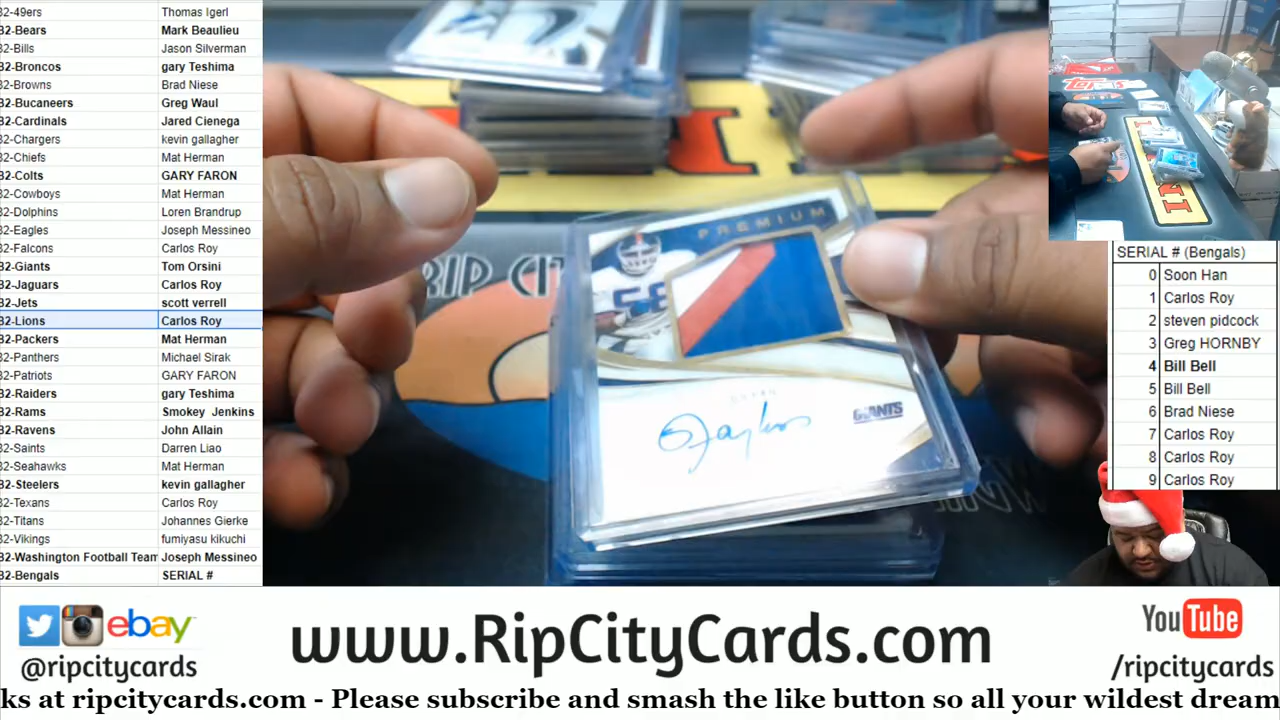 32-49ers Thomas Igerl
32-Bears Mark Beaulieu
32-Bills Jason Silverman
32-Broncos gary Teshima
32-Browns Brad Niese
32-Bucaneers Greg Waul
32-Cardinals Jared Cienega
32-Chargers kevin gallagher
32-Chiefs Mat Herman
32-Colts GARY FARON
32-Cowboys Mat Herman
32-Dolphins Loren Brandrup
32-Eagles Joseph Messineo
32-Falcons Carlos Roy
32-Giants Tom Orsini
32-Jaguars Carlos Roy
32-Jets scott verrell
32-Lions Carlos Roy
32-Packers Mat Herman
32-Panthers Michael Sirak
32-Patriots GARY FARON
32-Raiders gary Teshima
32-Rams Smokey Jenkins
32-Ravens John Allain
32-Saints Darren Liao
32-Seahawks Mat Herman
32-Steelers kevin gallagher
32-Texans Carlos Roy
32-Titans Johannes Gierke
32-Vikings fumiyasu kikuchi
32-Washington Football Team Joseph Messineo
32-Bengals SERIAL #
RIP CIT
PREMIUM
58
GIANTS
SERIAL # (Bengals)
0 Soon Han
1 Carlos Roy
2 steven pidcock
3 Greg HORNBY
4 Bill Bell
5 Bill Bell
6 Brad Niese
7 Carlos Roy
8 Carlos Roy
9 Carlos Roy
ebay
@ripcitycards
www.RipCityCards.com
YouTube
/ripcitycards
ks at ripcitycards.com - Please subscribe and smash the like button so all your wildest dream